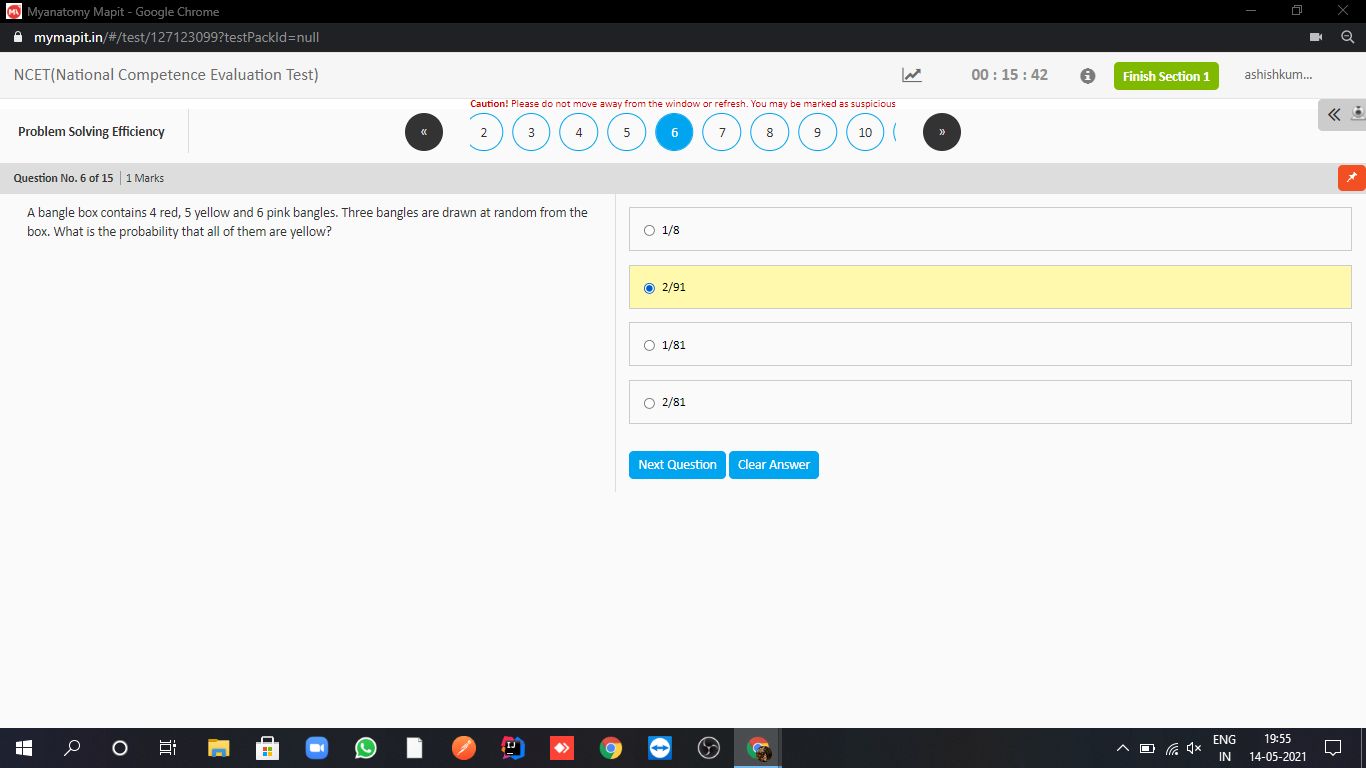 Myanatomy Mapit - Google Chrome
mymapit.in/#/test/127123099?testPackId=null
NCET(National Competence Evaluation Test)
00 : 15 : 42
Finish Section 1
ashishkum...
Caution! Please do not move away from the window or refresh. You may be marked as suspicious
Problem Solving Efficiency
« 2 3 4 5 6 7 8 9 10 »
Question No. 6 of 15 | 1 Marks
A bangle box contains 4 red, 5 yellow and 6 pink bangles. Three bangles are drawn at random from the
box. What is the probability that all of them are yellow?
1/8
2/91
1/81
2/81
Next Question
Clear Answer
ENG
IN
19:55
14-05-2021